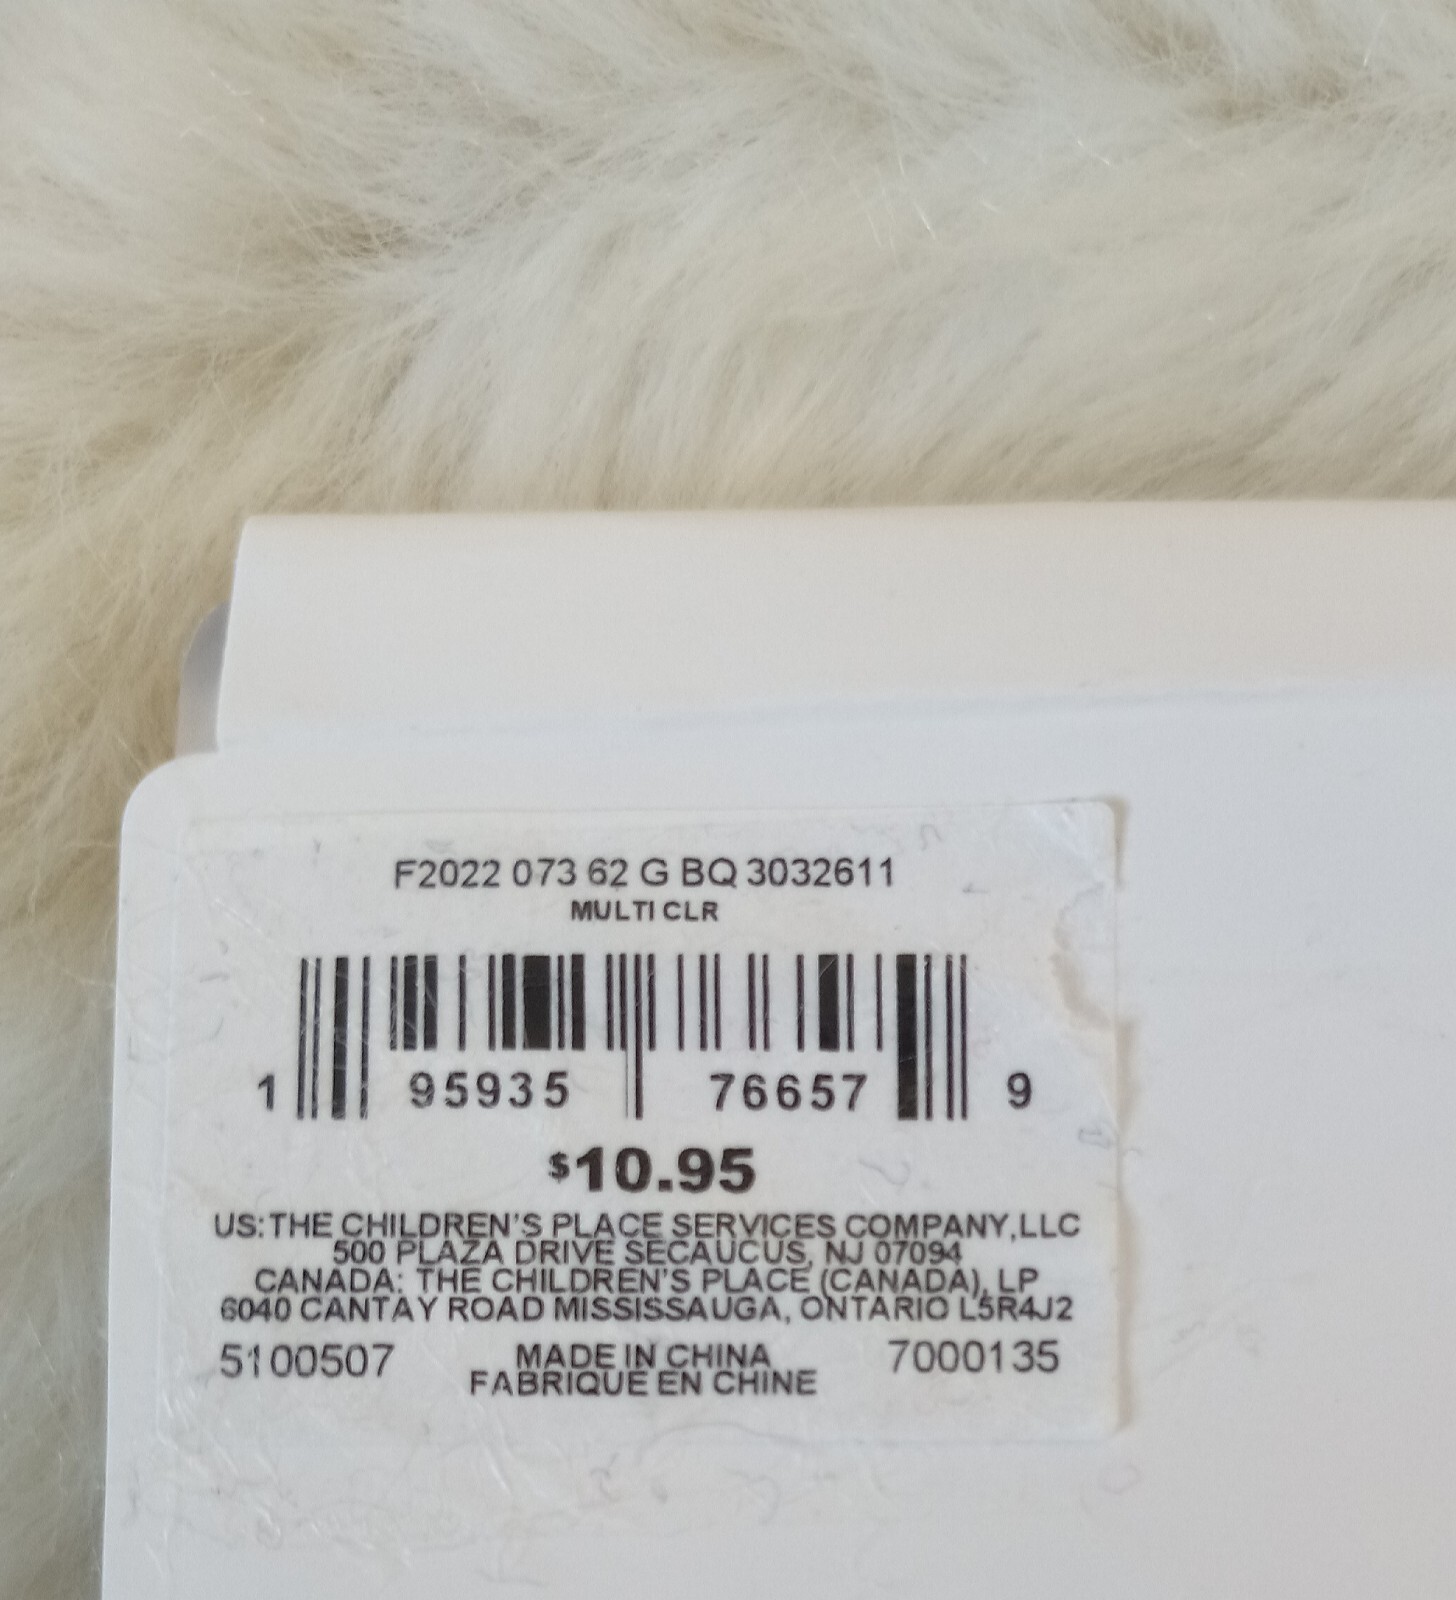 F2022 073 62 G BQ 3032611
MULTI CLR
1 95935 76657 9
$10.95
US:THE CHILDREN'S PLACE SERVICES COMPANY,LLC
500 PLAZA DRIVE SECAUCUS, NJ 07094
CANADA: THE CHILDREN'S PLACE (CANADA), LP
6040 CANTAY ROAD MISSISSAUGA, ONTARIO L5R4J2
5100507 MADE IN CHINA 7000135
FABRIQUE EN CHINE